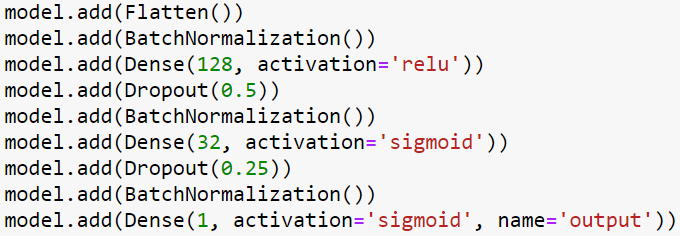 model.add(Flatten())
model.add(BatchNormalization())
model.add(Dense(128, activation='relu'))
model.add(Dropout(0.5))
model.add(BatchNormalization())
model.add(Dense(32, activation='sigmoid'))
model.add(Dropout(0.25))
model.add(BatchNormalization())
model.add(Dense(1, activation='sigmoid', name='output'))